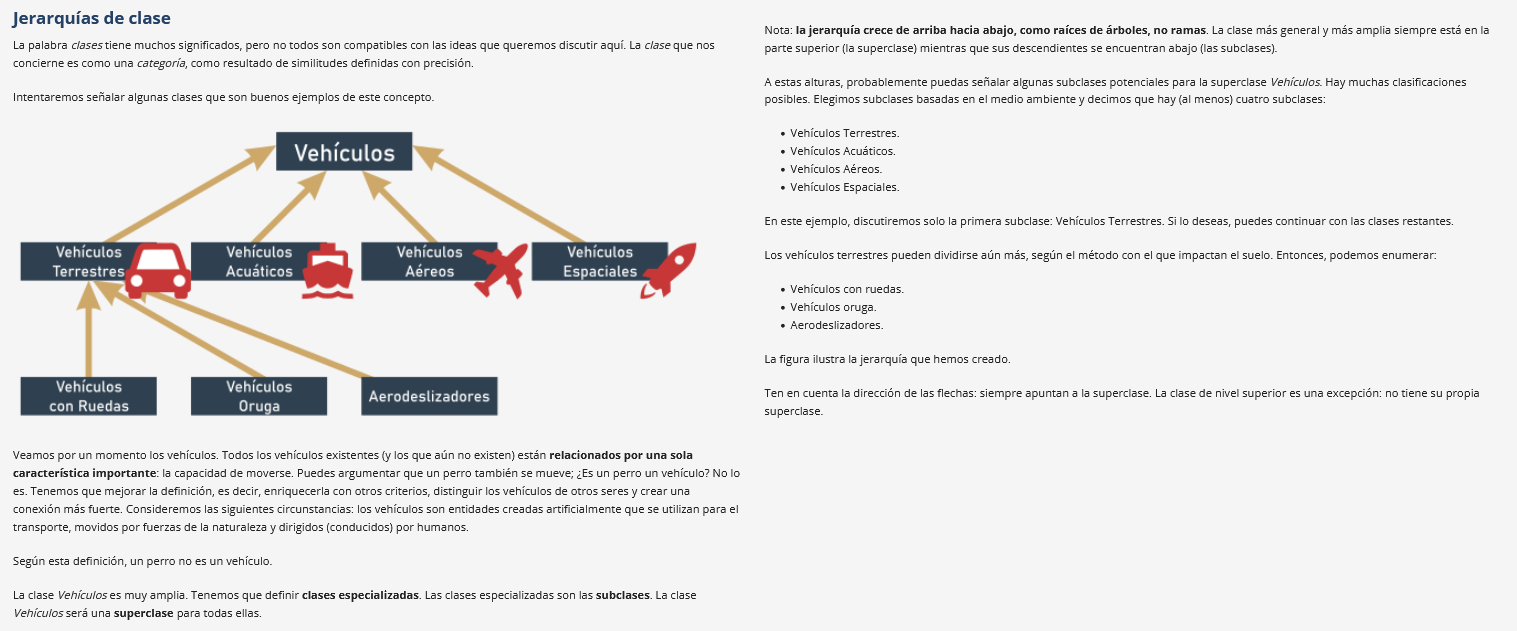 Jerarquías de clase
La palabra clases tiene muchos significados, pero no todos son compatibles con las ideas que queremos discutir aquí. La clase que nos
concierne es como una categoría, como resultado de similitudes definidas con precisión.
Intentaremos señalar algunas clases que son buenos ejemplos de este concepto.
Vehículos
Vehículos
Terrestres
Vehículos
Acuáticos
Vehículos
Aéreos
Vehículos
Espaciales
Vehículos
con Ruedas
Vehículos
Oruga
Aerodeslizadores
Veamos por un momento los vehículos. Todos los vehículos existentes (y los que aún no existen) están relacionados por una sola
característica importante: la capacidad de moverse. Puedes argumentar que un perro también se mueve; ¿Es un perro un vehículo? No lo
es. Tenemos que mejorar la definición, es decir, enriquecerla con otros criterios, distinguir los vehículos de otros seres y crear una
conexión más fuerte. Consideremos las siguientes circunstancias: los vehículos son entidades creadas artificialmente que se utilizan para el
transporte, movidos por fuerzas de la naturaleza y dirigidos (conducidos) por humanos.
Según esta definición, un perro no es un vehículo.
La clase Vehículos es muy amplia. Tenemos que definir clases especializadas. Las clases especializadas son las subclases. La clase
Vehículos será una superclase para todas ellas.
Nota: la jerarquía crece de arriba hacia abajo, como raíces de árboles, no ramas. La clase más general y más amplia siempre está en la
parte superior (la superclase) mientras que sus descendientes se encuentran abajo (las subclases).
A estas alturas, probablemente puedas señalar algunas subclases potenciales para la superclase Vehículos. Hay muchas clasificaciones
posibles. Elegimos subclases basadas en el medio ambiente y decimos que hay (al menos) cuatro subclases:
• Vehículos Terrestres.
• Vehículos Acuáticos.
• Vehículos Aéreos.
• Vehículos Espaciales.
En este ejemplo, discutiremos solo la primera subclase: Vehículos Terrestres. Si lo deseas, puedes continuar con las clases restantes.
Los vehículos terrestres pueden dividirse aún más, según el método con el que impactan el suelo. Entonces, podemos enumerar:
• Vehículos con ruedas.
• Vehículos oruga.
• Aerodeslizadores.
La figura ilustra la jerarquía que hemos creado.
Ten en cuenta la dirección de las flechas: siempre apuntan a la superclase. La clase de nivel superior es una excepción: no tiene su propia
superclase.